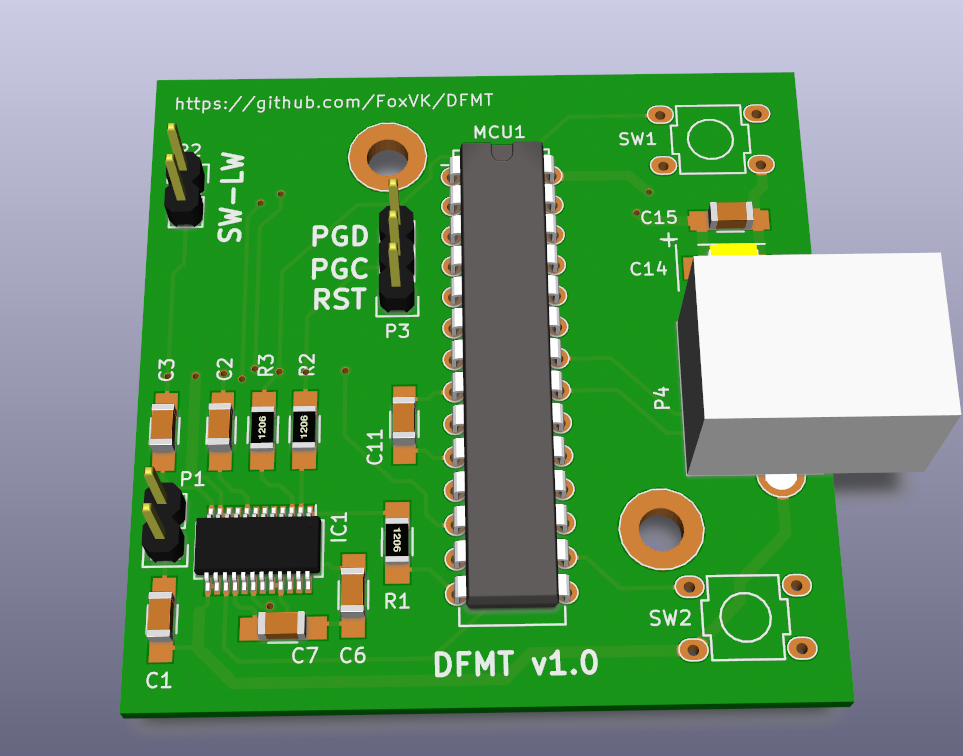 https://github.com/FoxVK/DFMT
MCU1
SW1
P2
SW-LW
C15
+
PGD
PGC
RST
C14
P3
C3
C2
R3
R2
P4
C11
1206
1206
P1
IC1
1206
R1
SW2
C7
C6
C1
DFMT v1.0